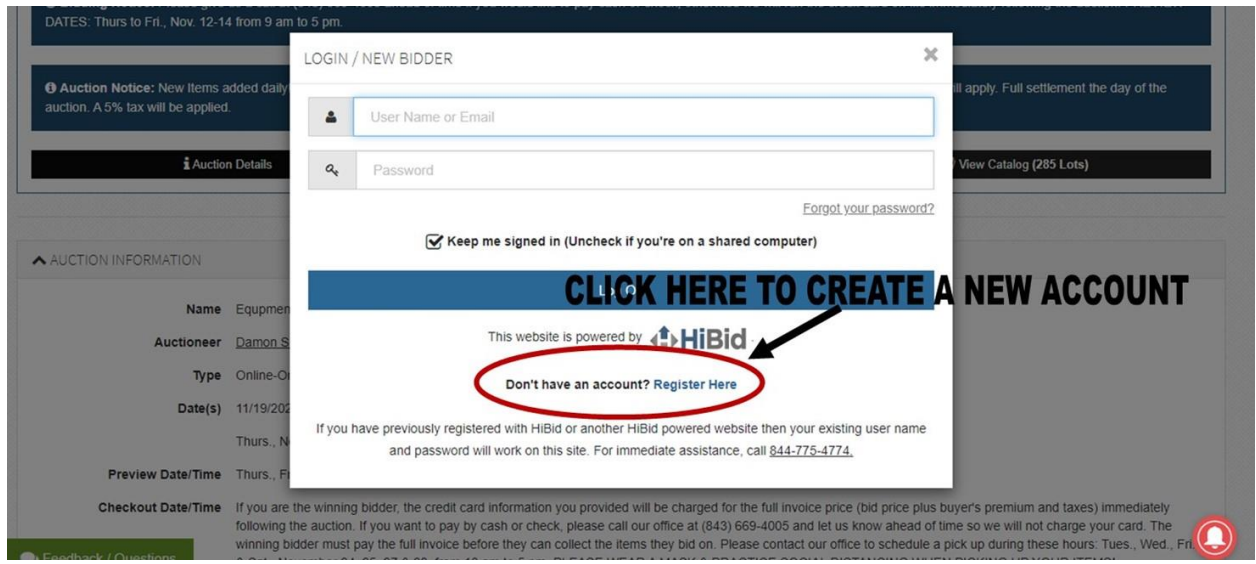 DATES: Thurs to Fri., Nov. 12-14 from 9 am to 5 pm.
LOGIN / NEW BIDDER
Auction Notice: New Items added daily
ill apply. Full settlement the day of the
auction. A 5% tax will be applied.
User Name or Email
Auction Details
View Catalog (285 Lots)
Password
Forgot your password?
Keep me signed in (Uncheck if you're on a shared computer)
AUCTION INFORMATION
CLICK HERE TO CREATE A NEW ACCOUNT
Name Equpmen
This website is powered by HiBid
Auctioneer Damon S
Type Online-On
Don't have an account? Register Here
Date(s) 11/19/202
If you have previously registered with HiBid or another HiBid powered website then your existing user name
Thurs., N
and password will work on this site. For immediate assistance, call 844-775-4774.
Preview Date/Time Thurs., Fr
Checkout Date/Time If you are the winning bidder, the credit card information you provided will be charged for the full invoice price (bid price plus buyer's premium and taxes) immediately
following the auction. If you want to pay by cash or check, please call our office at (843) 669-4005 and let us know ahead of time so we will not charge your card. The
winning bidder must pay the full invoice before they can collect the items they bid on. Please contact our office to schedule a pick up during these hours: Tues., Wed., Fri
Feedback / Questions